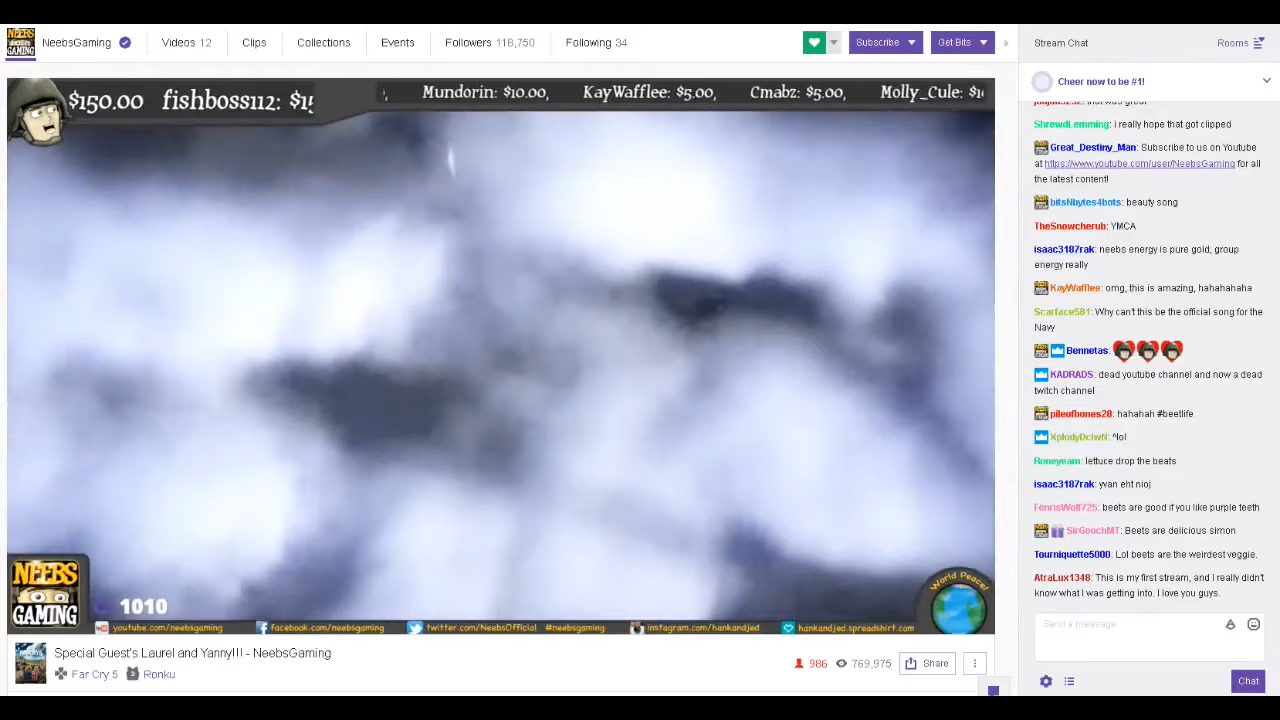 NeebsGaming
Videos 12
Clips
Collections
Events
Followers 118,750
Following 34
Subscribe
Get Bits
Stream Chat
Rooms
$150.00 fishboss112:
Mundorin: $10.00, KayWafflee: $5.00, Cmabz: $5.00, Molly_Cule:
Cheer now to be #1!
that was great
ShrewdLemming: i really hope that got clipped
Great_Destiny_Man: Subscribe to us on Youtube
at https://www.youtube.com/user/NeebsGaming for all
the latest content!
bitsNbytes4bots: beauty song
TheSnowcherub: YMCA
isaac3187rak: neebs energy is pure gold, group
energy really
KayWafflee: omg, this is amazing, hahahahaha
Scarface581: Why can't this be the official song for the
Navy
Bennetas:
KADRADS: dead youtube channel and now a dead
twitch channel
pileofbones28: hahahah #beetlife
XplodyDclwN: ^lol
Roneyeam: lettuce drop the beats
isaac3187rak: yvan eht nioj
FenrisWolf725: beets are good if you like purple teeth
SirGoochMT: Beets are delicious simon
Tourniquette5000: Lol beets are the weirdest veggie.
AtraLux1348: This is my first stream, and I really didn't
know what I was getting into. I love you guys.
Send a message
Chat
NEEBS
GAMING
1010
World Peace!
youtube.com/neebsgaming
facebook.com/neebsgaming
twitter.com/NeebsOfficial #neebsgaming
instagram.com/hankandjed
hankandjed.spreadshirt.com
Special Guest's Laurel and Yanny!!! - NeebsGaming
Far Cry 5
Ronku
986
769,975
Share